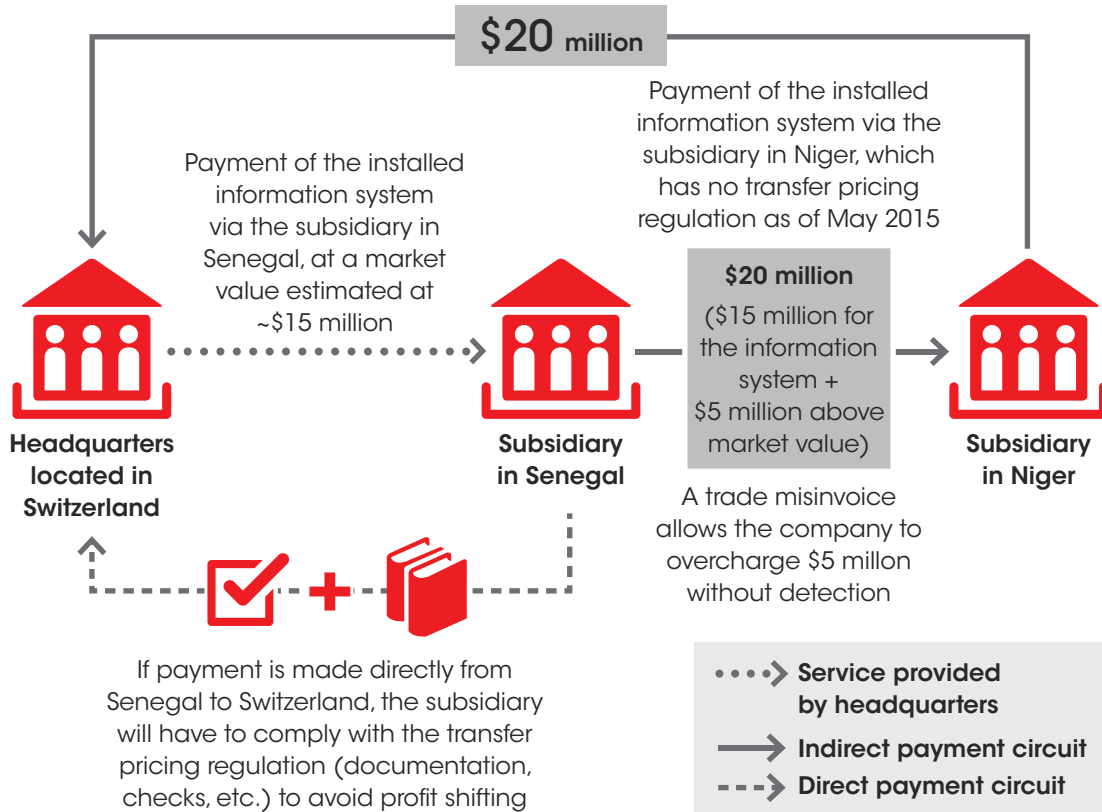 $20 million
Payment of the installed
information system via the
subsidiary in Niger, which
has no transfer pricing
regulation as of May 2015
Payment of the installed
information system
via the subsidiary in
Senegal, at a market
value estimated at
~$15 million
$20 million
($15 million for
the information
system +
$5 million above
market value)
Headquarters
located in
Switzerland
Subsidiary
in Senegal
Subsidiary
in Niger
A trade misinvoice
allows the company to
overcharge $5 millon
without detection
If payment is made directly from
Senegal to Switzerland, the subsidiary
will have to comply with the transfer
pricing regulation (documentation,
checks, etc.) to avoid profit shifting
Service provided
by headquarters
Indirect payment circuit
Direct payment circuit